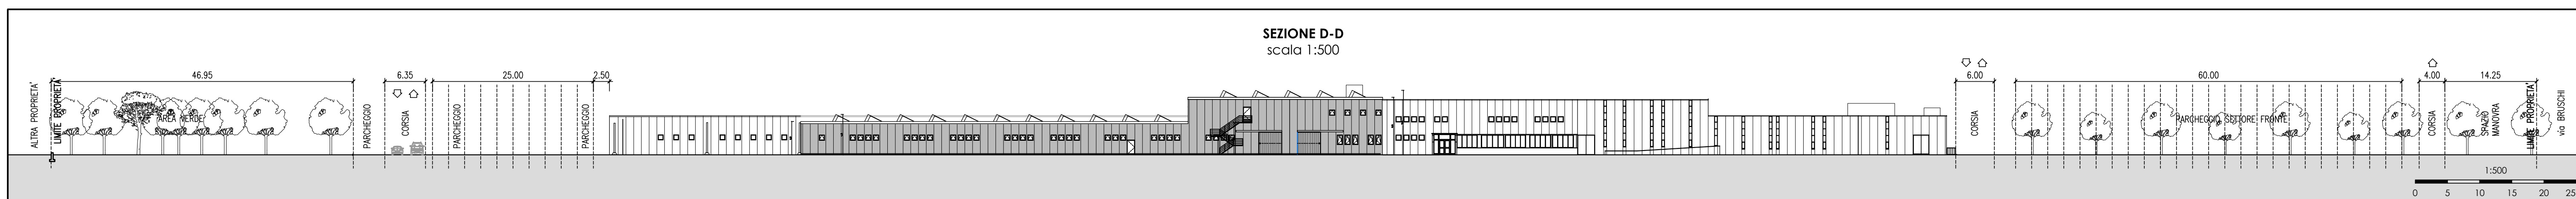 SEZIONE D-D
scala 1:500
46.95
6.35
25.00
2.50
6.00
60.00
4.00
14.25
ALTRA PROPRIETA'
LIMITE PROPRIETA'
AREA VERDE
PARCHEGGIO
CORSIA
PARCHEGGIO
PARCHEGGIO
CORSIA
PARCHEGGIO SETTORE FRONTE
CORSIA
SPAZIO
MANOVRA
LIMITE PROPRIETA'
via BRUSCHI
1:500
0 5 10 15 20 25